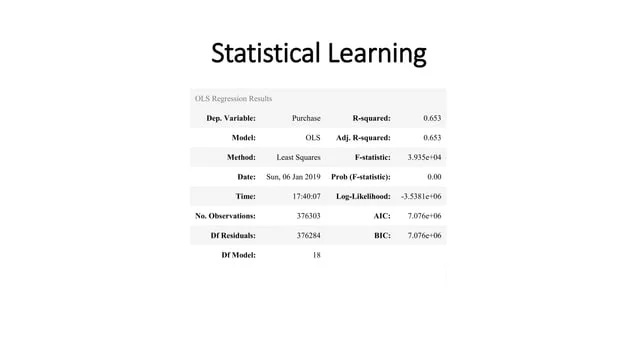 Statistical Learning
OLS Regression Results
Dep. Variable: Purchase R-squared: 0.653
Model: OLS Adj. R-squared: 0.653
Method: Least Squares F-statistic: 3.935e+04
Date: Sun, 06 Jan 2019 Prob (F-statistic): 0.00
Time: 17:40:07 Log-Likelihood: -3.5381e+06
No. Observations: 376303 AIC: 7.076e+06
Df Residuals: 376284 BIC: 7.076e+06
Df Model: 18